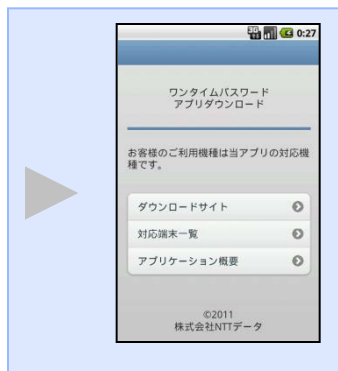 0:27
ワンタイムパスワード
アプリダウンロード
お客様のご利用機種は当アプリの対応機
種です。
ダウンロードサイト
対応端末一覧
アプリケーション概要
©2011
株式会社NTTデータ